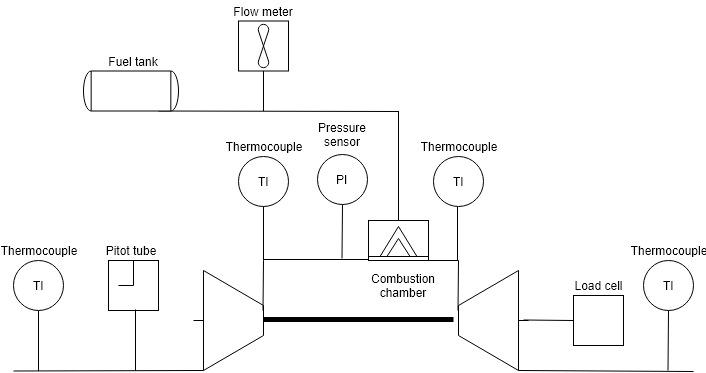 Flow meter
Fuel tank
Pressure
sensor
Thermocouple
Thermocouple
TI
PI
TI
Thermocouple
Pitot tube
Thermocouple
Combustion
chamber
Load cell
TI
TI